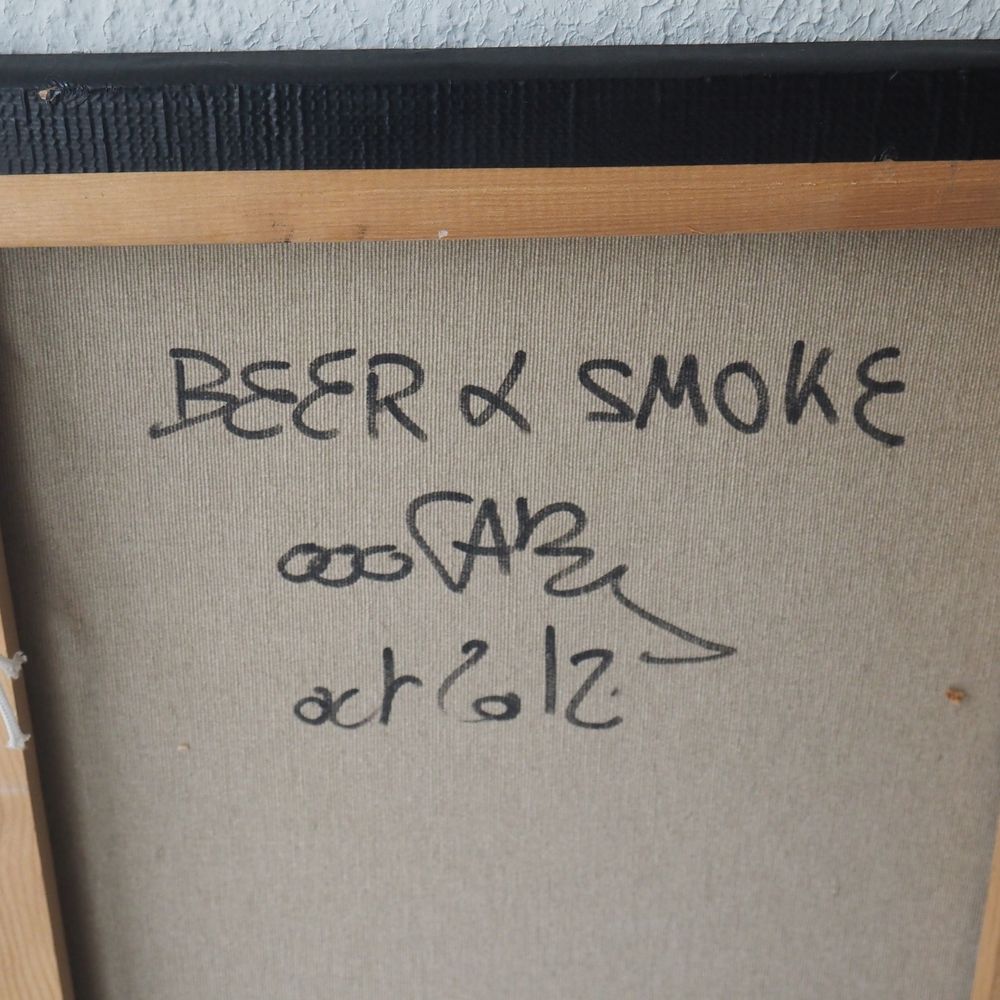 BEER & SMOKE
oct 2012